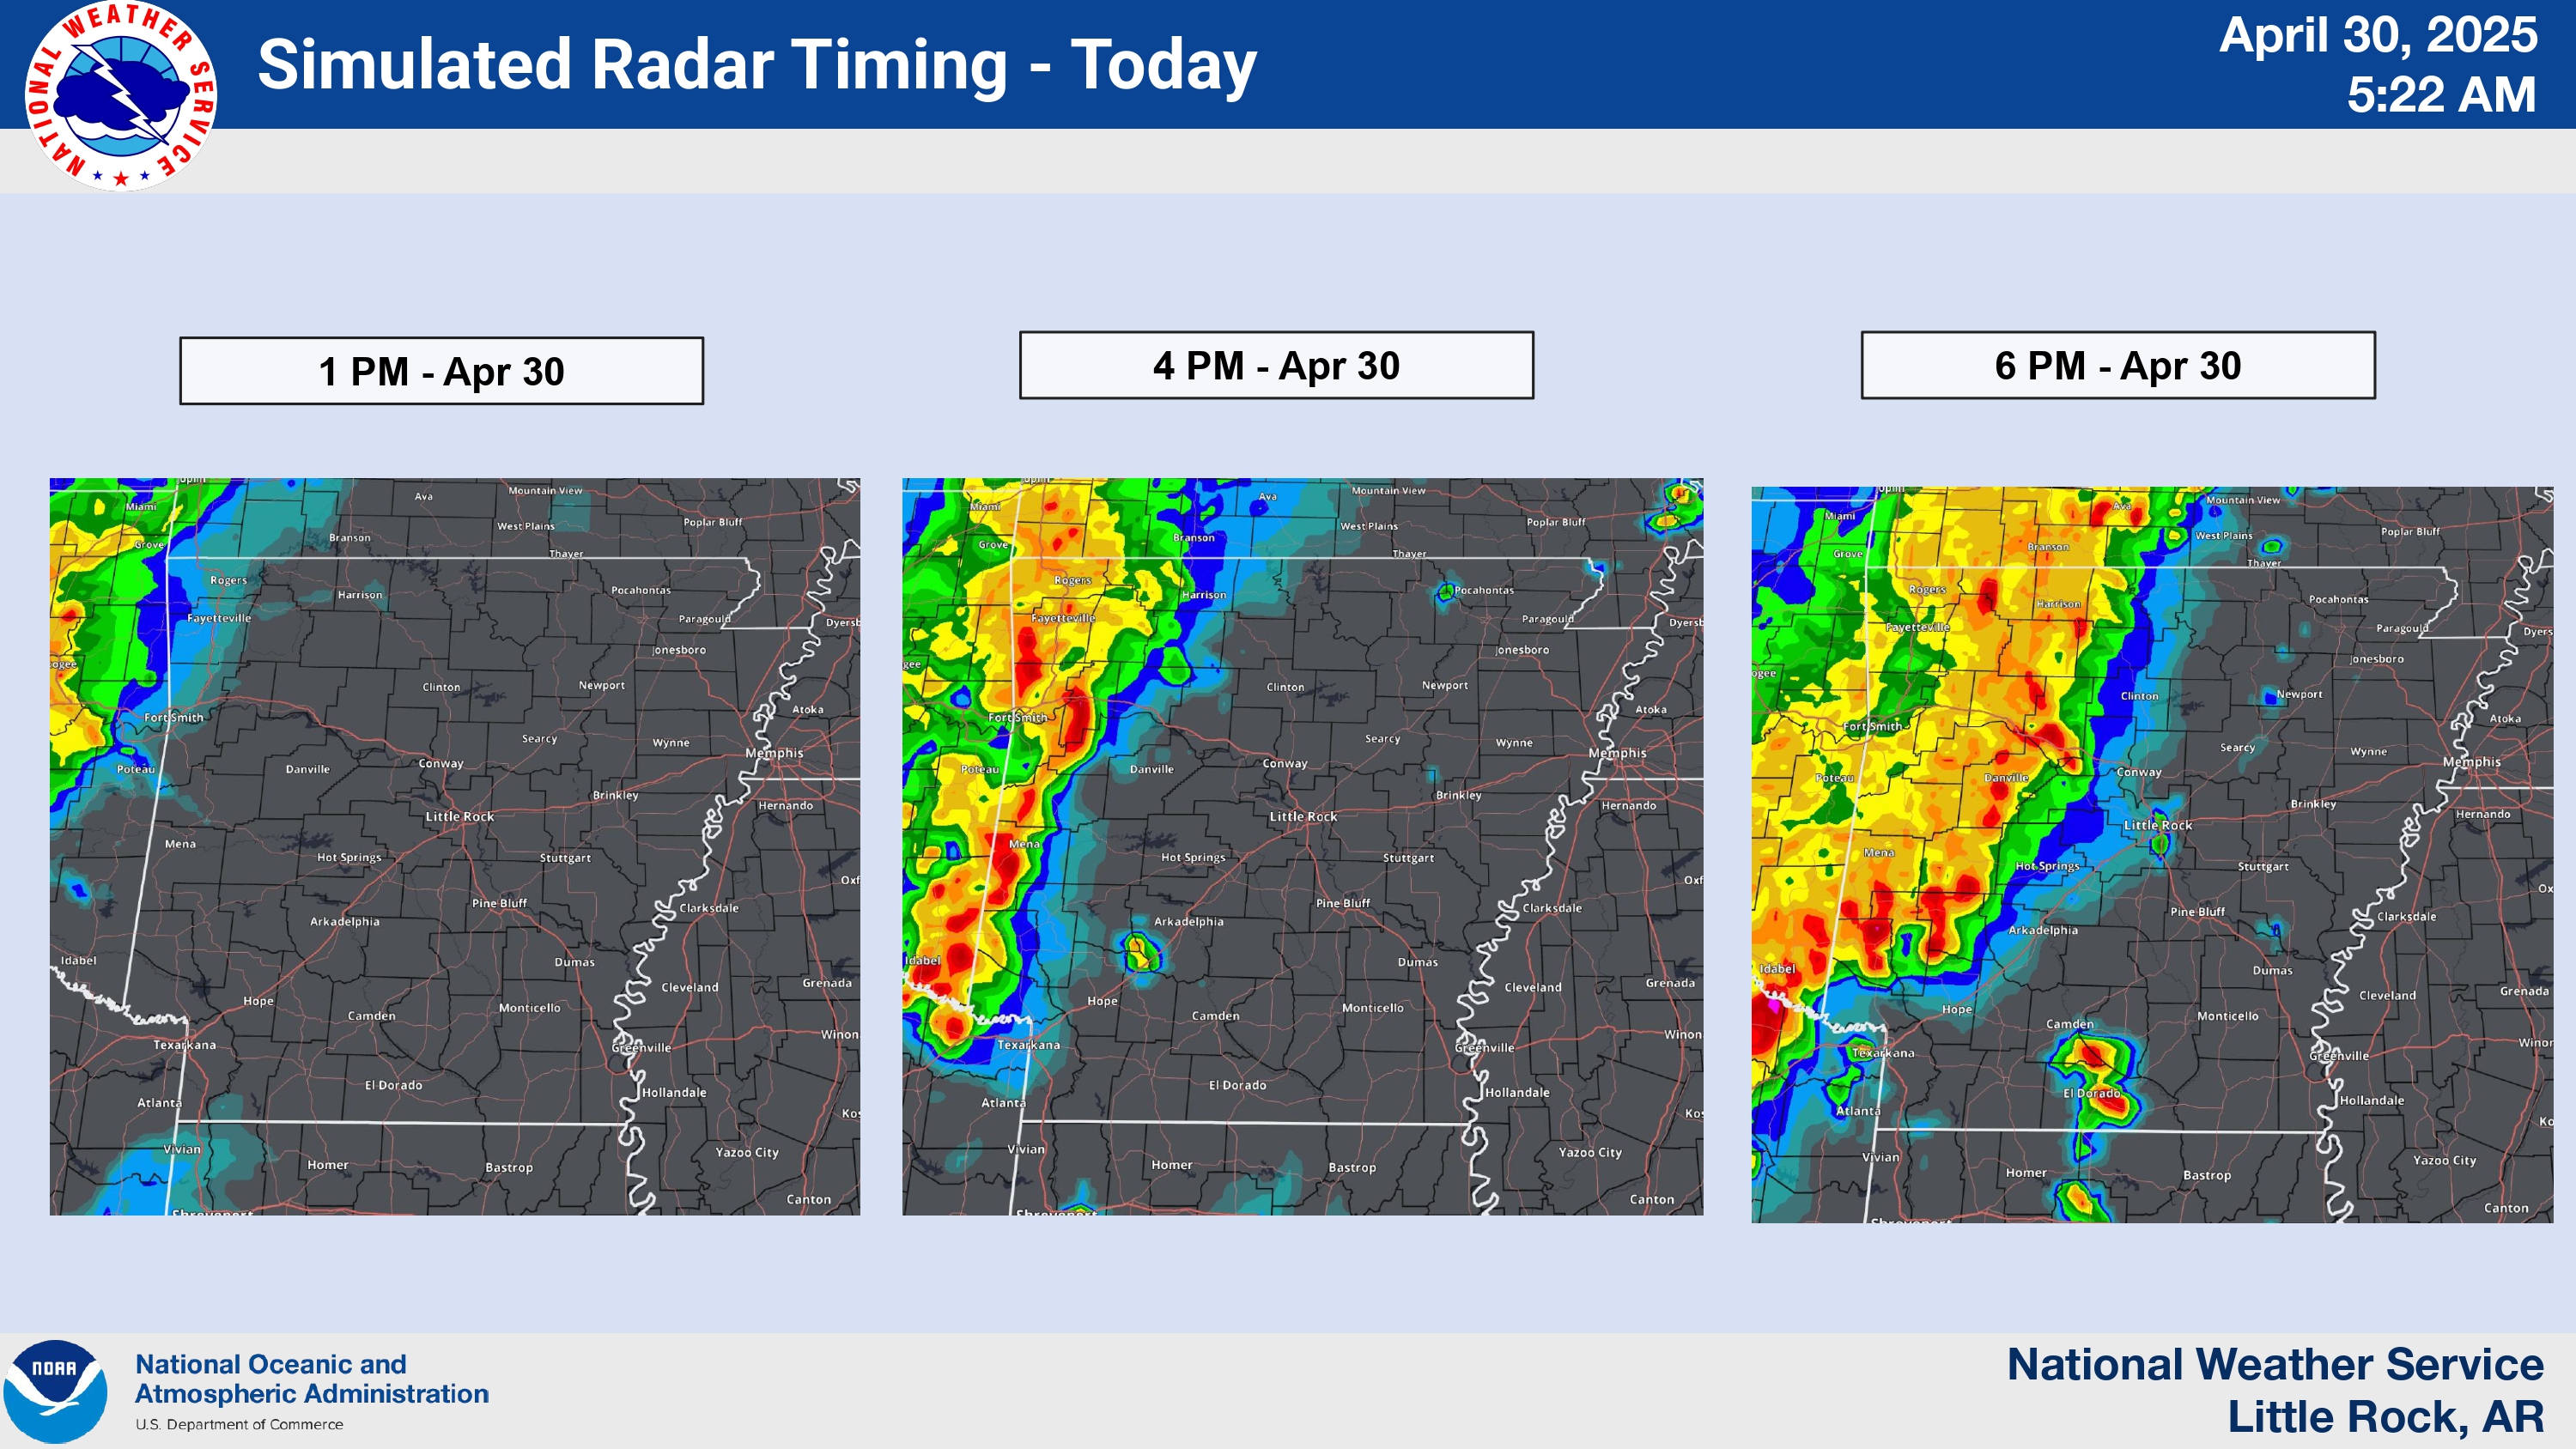 NATIONAL WEATHER SERVICE
Simulated Radar Timing - Today
April 30, 2025
5:22 AM
1 PM - Apr 30
4 PM - Apr 30
6 PM - Apr 30
Miami
Ava
Mountain View
West Plains
Poplar Bluff
Grove
Branson
Thayer
Rogers
Harrison
Pocahontas
Fayetteville
Paragould
Dyersb
ogee
Jonesboro
Clinton
Newport
Fort Smith
Atoka
Searcy
Wynne
Memphis
Poteau
Danville
Conway
Brinkley
Hernando
Little Rock
Mena
Hot Springs
Stuttgart
Oxf
Pine Bluff
Clarksdale
Arkadelphia
Idabel
Dumas
Cleveland
Grenada
Hope
Camden
Monticello
Winon
Texarkana
Greenville
El Dorado
Hollandale
Atlanta
Kos
Vivian
Homer
Bastrop
Yazoo City
Canton
Shreveport
Miami
Ava
Mountain View
West Plains
Poplar Bluff
Grove
Branson
Thayer
Rogers
Harrison
Pocahontas
Fayetteville
Paragould
Dyersb
gee
Jonesboro
Clinton
Newport
Fort Smith
Atoka
Searcy
Wynne
Memphis
Poteau
Danville
Conway
Brinkley
Hernando
Little Rock
Mena
Hot Springs
Stuttgart
Oxf
Pine Bluff
Clarksdale
Arkadelphia
Idabel
Dumas
Cleveland
Grenada
Hope
Camden
Monticello
Winon
Texarkana
Greenville
El Dorado
Hollandale
Atlanta
Kos
Vivian
Homer
Bastrop
Yazoo City
Canton
Shreveport
Miami
Ava
Mountain View
West Plains
Poplar Bluff
Grove
Branson
Thayer
Rogers
Harrison
Pocahontas
Fayetteville
Paragould
Dyers
ogee
Jonesboro
Clinton
Newport
Fort Smith
Atoka
Searcy
Wynne
Memphis
Poteau
Danville
Conway
Brinkley
Hernando
Little Rock
Mena
Hot Springs
Stuttgart
Ox
Pine Bluff
Clarksdale
Arkadelphia
Idabel
Dumas
Cleveland
Grenada
Hope
Camden
Monticello
Winor
Texarkana
Greenville
El Dorado
Hollandale
Atlanta
Ko
Vivian
Homer
Bastrop
Yazoo City
Canton
NOAA
National Oceanic and
Atmospheric Administration
U.S. Department of Commerce
National Weather Service
Little Rock, AR